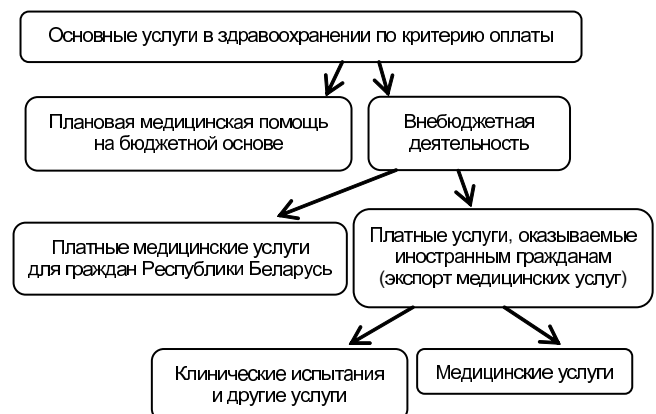 Основные услуги в здравоохранении по критерию оплаты
Плановая медицинская помощь
на бюджетной основе
Внебюджетная
деятельность
Платные медицинские услуги
для граждан Республики Беларусь
Платные услуги, оказываемые
иностранным гражданам
(экспорт медицинских услуг)
Клинические испытания
и другие услуги
Медицинские услуги